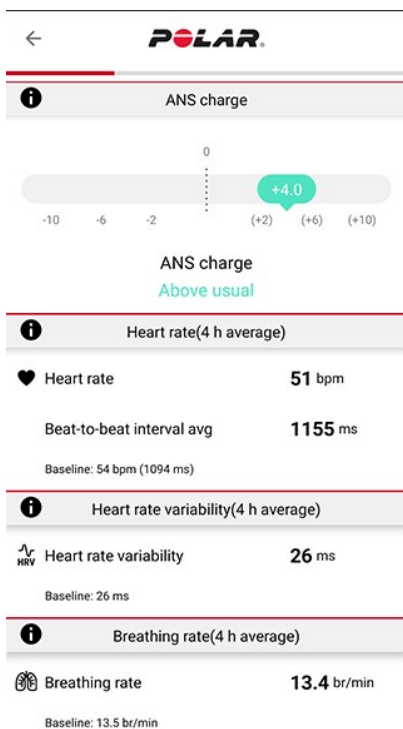 POLAR.
ANS charge
0
+4.0
-10 -6 -2 (+2) (+6) (+10)
ANS charge
Above usual
Heart rate(4 h average)
Heart rate 51 bpm
Beat-to-beat interval avg 1155 ms
Baseline: 54 bpm (1094 ms)
Heart rate variability(4 h average)
HRV Heart rate variability 26 ms
Baseline: 26 ms
Breathing rate(4 h average)
Breathing rate 13.4 br/min
Baseline: 13.5 br/min